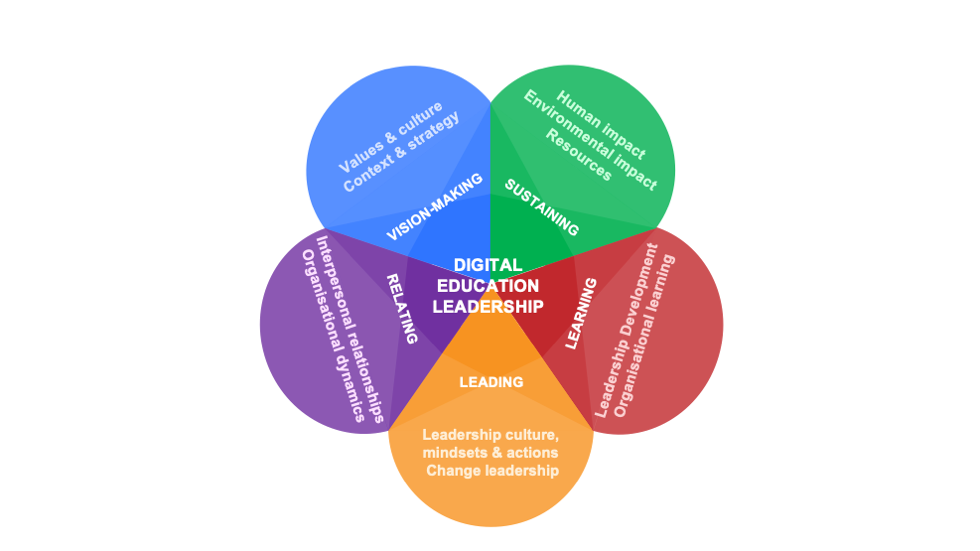 Values & culture
Context & strategy
VISION-MAKING
Human impact
Environmental impact
Resources
SUSTAINING
DIGITAL
EDUCATION
LEADERSHIP
Interpersonal relationships
Organisational dynamics
RELATING
LEARNING
Leadership Development
Organisational learning
LEADING
Leadership culture,
mindsets & actions
Change leadership